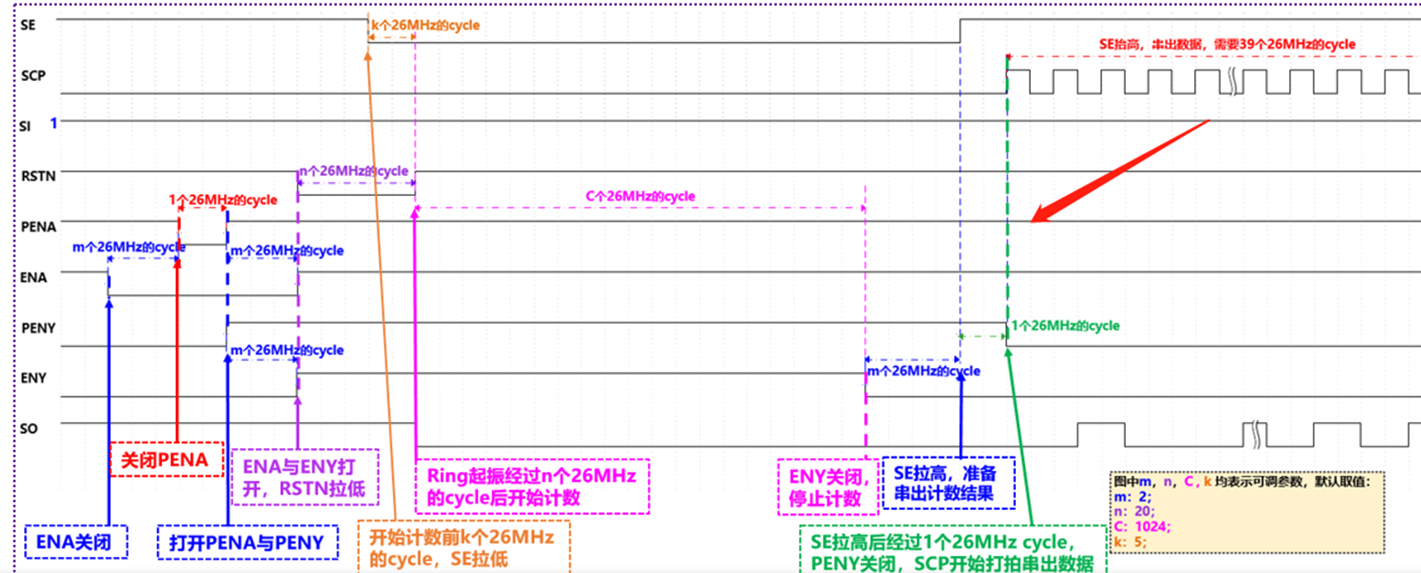 SE
k个26MHz的cycle
SE抬高，串出数据，需要39个26MHz的cycle
SCP
SI 1
RSTN
n个26MHz的cycle
1个26MHz的cycle
C个26MHz的cycle
PENA
m个26MHz的cycle
m个26MHz的cycle
ENA
PENY
1个26MHz的cycle
m个26MHz的cycle
ENY
m个26MHz的cycle
SO
关闭PENA
ENA与ENY打
开，RSTN拉低
Ring起振经过n个26MHz
的cycle后开始计数
ENY关闭，
停止计数
SE拉高，准备
串出计数结果
图中m，n，C，k 均表示可调参数，默认取值：
m: 2;
n: 20;
C: 1024;
k: 5;
ENA关闭
打开PENA与PENY
开始计数前k个26MHz
的cycle，SE拉低
SE拉高后经过1个26MHz cycle，
PENY关闭，SCP开始打拍串出数据